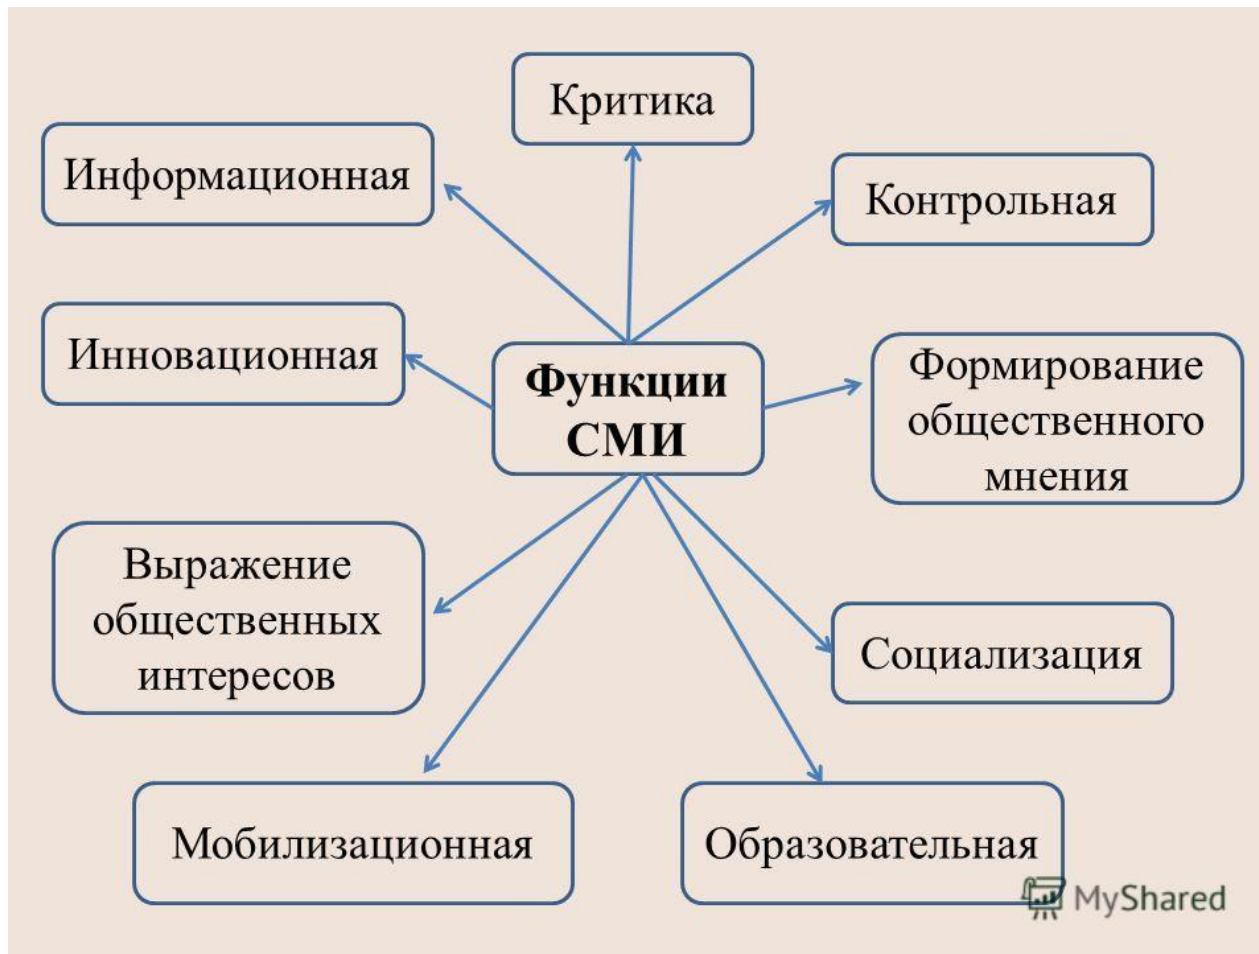 Критика
Информационная
Контрольная
Инновационная
Функции
СМИ
Формирование
общественного
мнения
Выражение
общественных
интересов
Социализация
Мобилизационная
Образовательная
MyShared